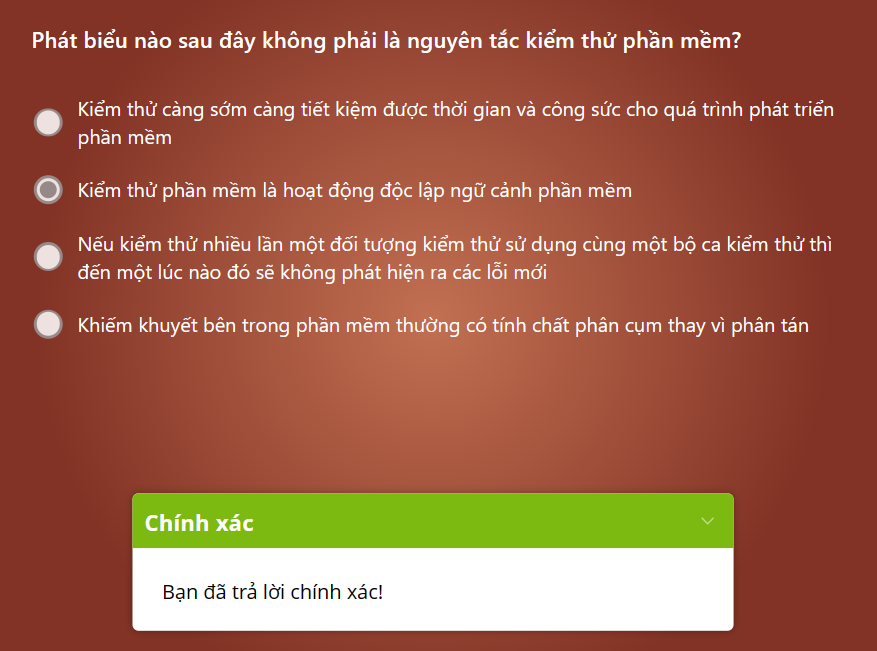 Phát biểu nào sau đây không phải là nguyên tắc kiểm thử phần mềm?
Kiểm thử càng sớm càng tiết kiệm được thời gian và công sức cho quá trình phát triển
phần mềm
Kiểm thử phần mềm là hoạt động độc lập ngữ cảnh phần mềm
Nếu kiểm thử nhiều lần một đối tượng kiểm thử sử dụng cùng một bộ ca kiểm thử thì
đến một lúc nào đó sẽ không phát hiện ra các lỗi mới
Khiếm khuyết bên trong phần mềm thường có tính chất phân cụm thay vì phân tán
Chính xác
Bạn đã trả lời chính xác!